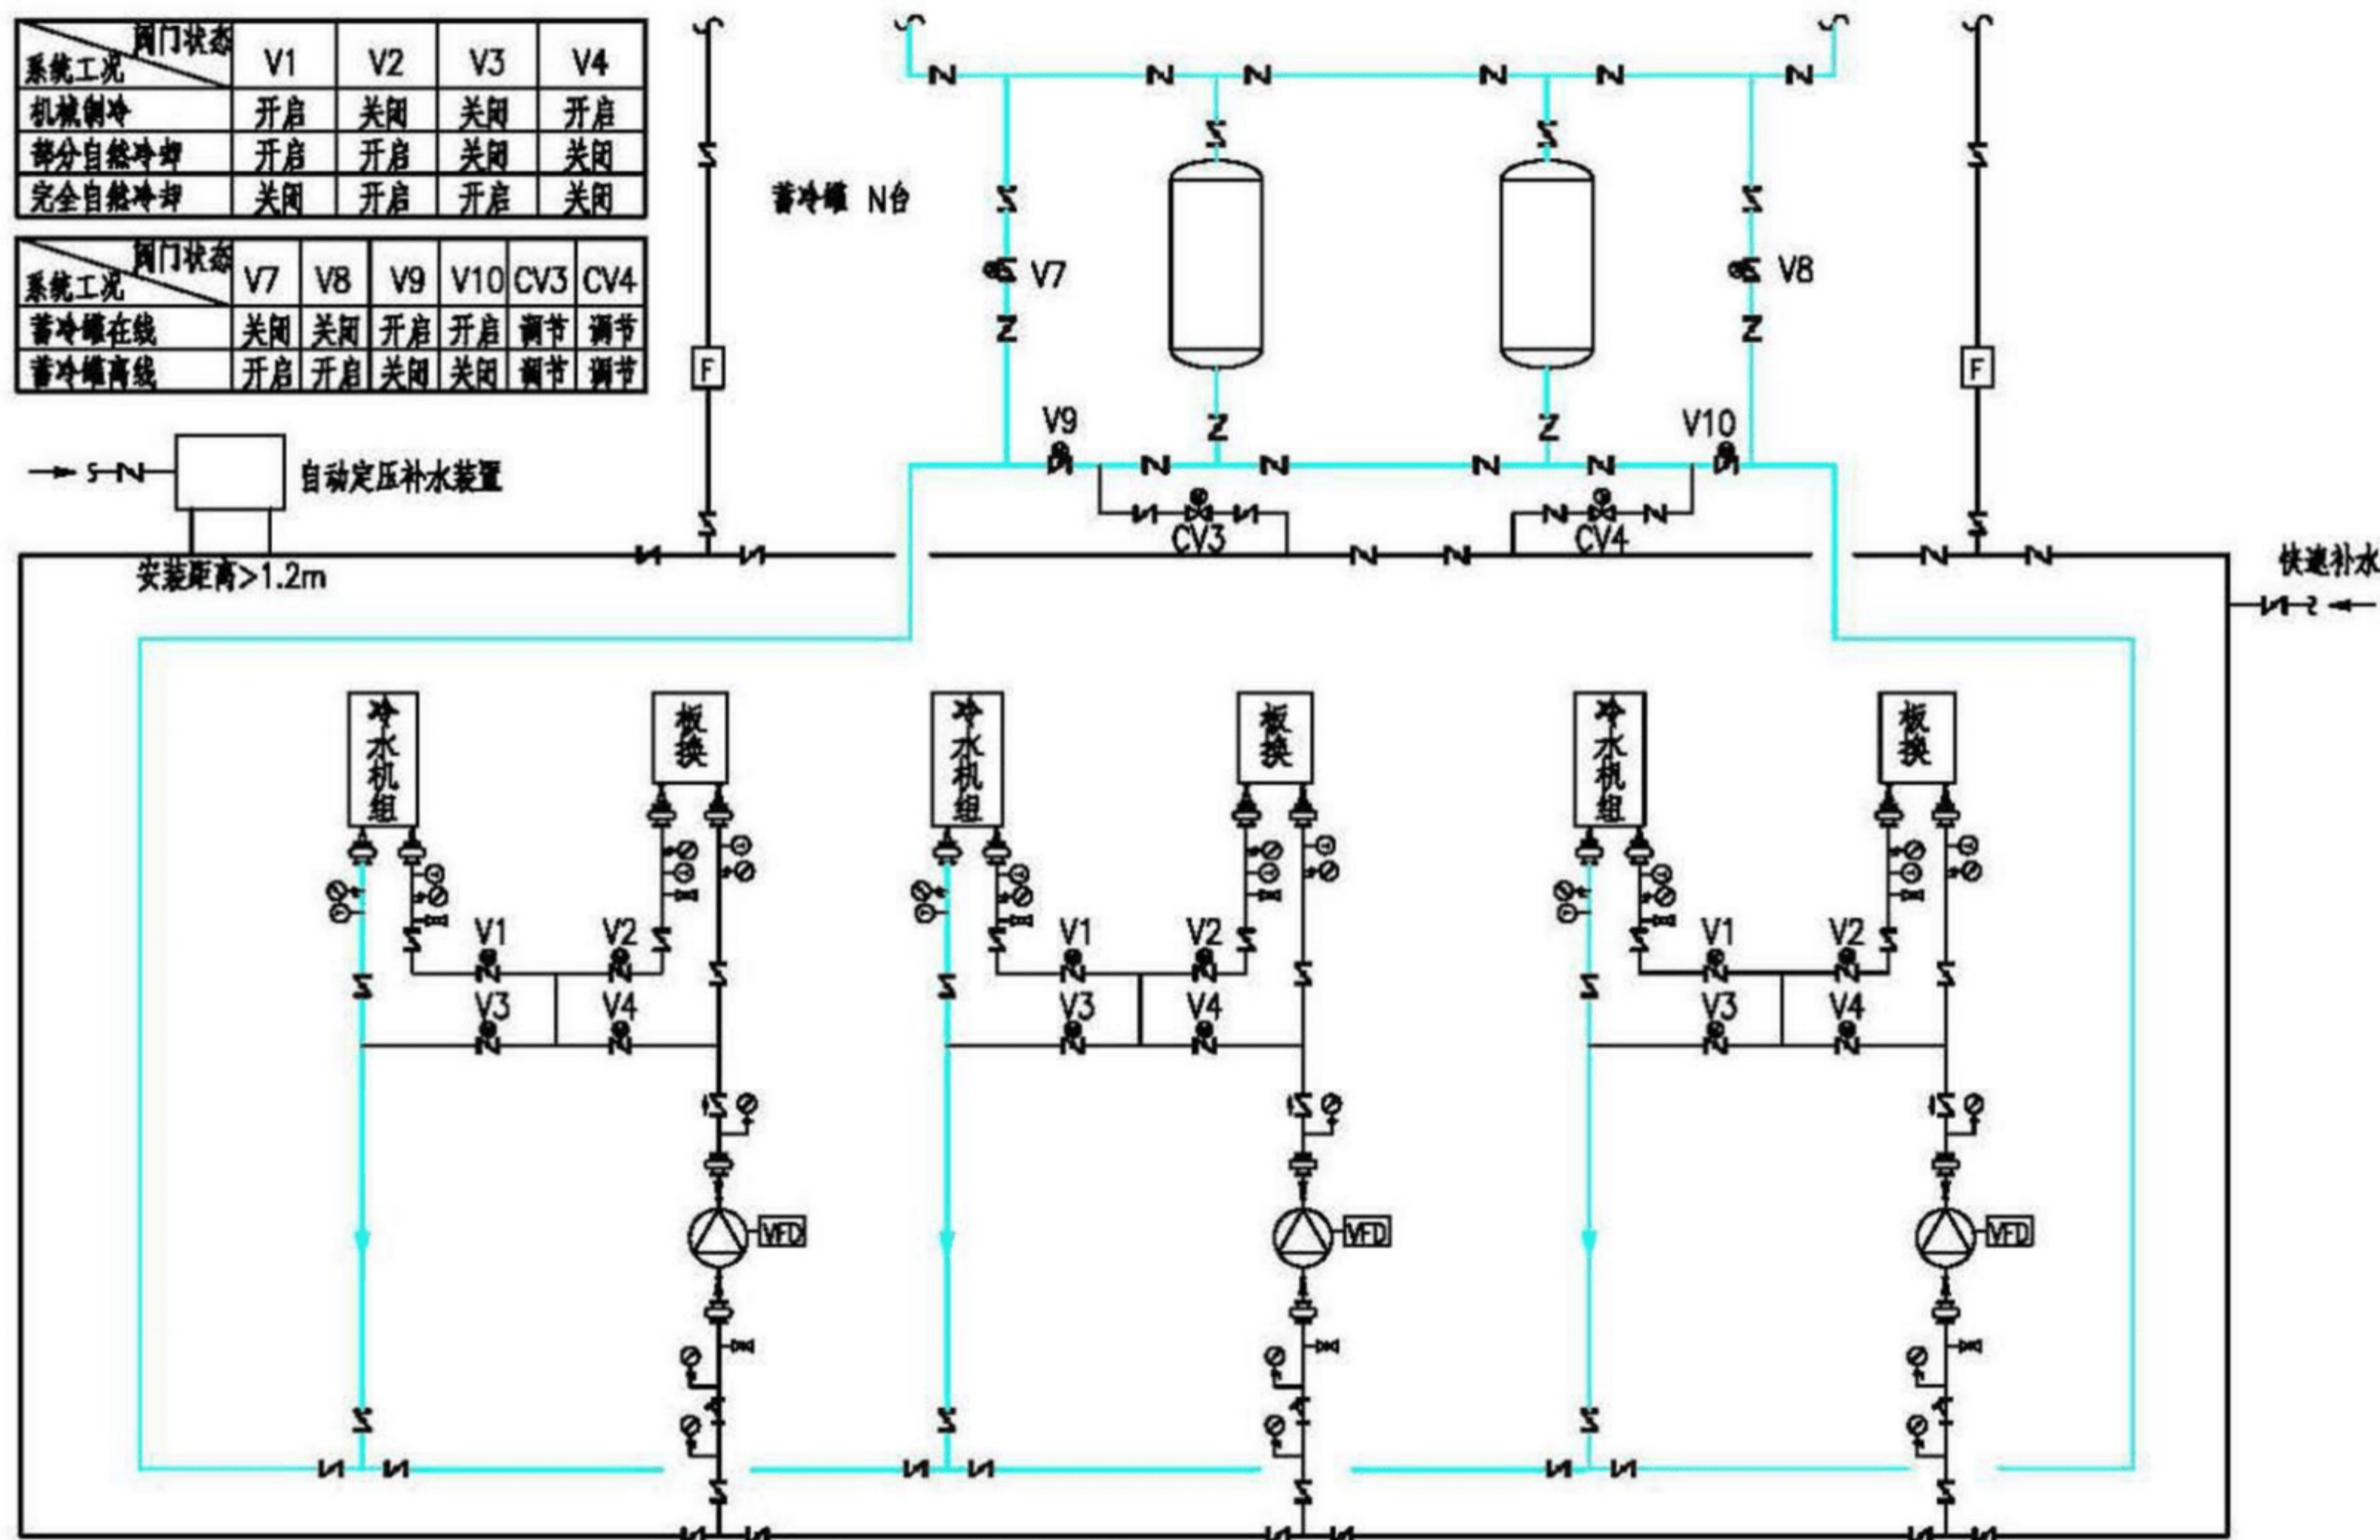 阀门状态 V1 V2 V3 V4
系统工况
机械制冷 开启 关闭 关闭 开启
部分自然冷却 开启 开启 关闭 关闭
完全自然冷却 关闭 开启 开启 关闭
阀门状态 V7 V8 V9 V10 CV3 CV4
系统工况
蓄冷罐在线 关闭 关闭 开启 开启 调节 调节
蓄冷罐离线 开启 开启 关闭 关闭 调节 调节
蓄冷罐 N台
V7
V8
F
F
V9
V10
自动定压补水装置
CV3
CV4
安装距离>1.2m
快速补水
冷水机组
板换
冷水机组
板换
冷水机组
板换
V1 V2
V3 V4
V1 V2
V3 V4
V1 V2
V3 V4
VFD
VFD
VFD